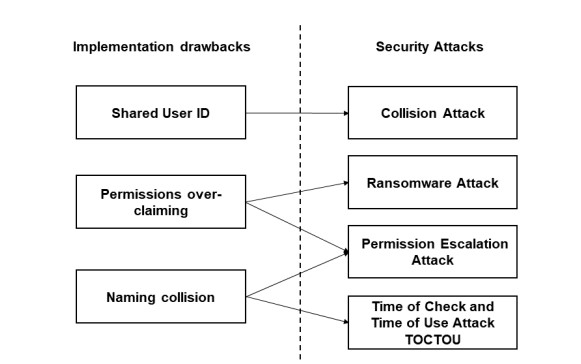 Implementation drawbacks
Security Attacks
Shared User ID
Collision Attack
Permissions over-
claiming
Ransomware Attack
Permission Escalation
Attack
Naming collision
Time of Check and
Time of Use Attack
TOCTOU